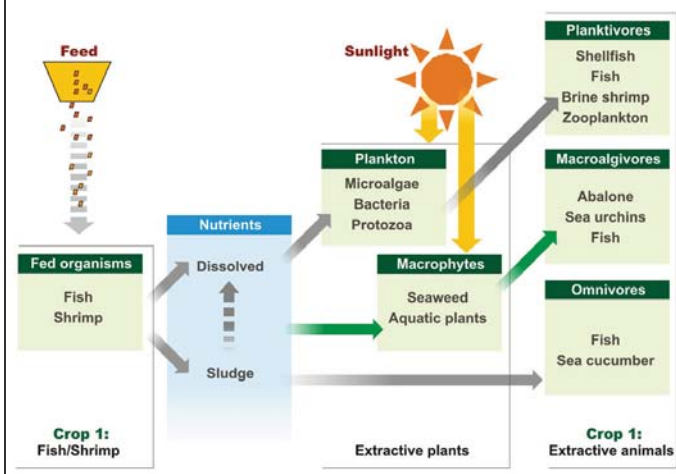 Feed
Sunlight
Planktivores
Shellfish
Fish
Brine shrimp
Zooplankton
Plankton
Microalgae
Bacteria
Protozoa
Macroalgivores
Abalone
Sea urchins
Fish
Nutrients
Dissolved
Sludge
Fed organisms
Fish
Shrimp
Macrophytes
Seaweed
Aquatic plants
Omnivores
Fish
Sea cucumber
Crop 1:
Fish/Shrimp
Extractive plants
Crop 1:
Extractive animals